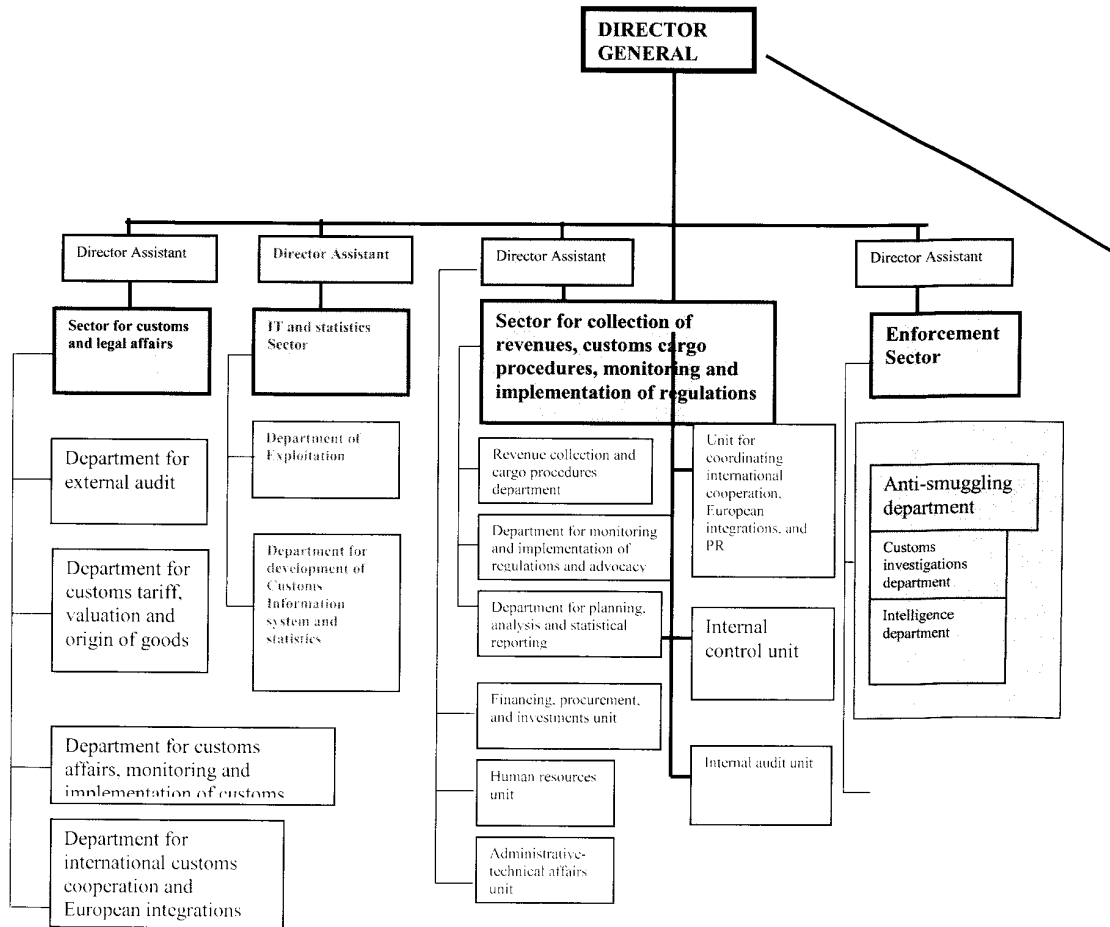 DIRECTOR
GENERAL
Director Assistant
Director Assistant
Director Assistant
Director Assistant
Sector for customs
and legal affairs
IT and statistics
Sector
Sector for collection of
revenues, customs cargo
procedures, monitoring and
implementation of regulations
Enforcement
Sector
Department for
external audit
Department for
customs tariff,
valuation and
origin of goods
Department for customs
affairs, monitoring and
implementation of customs
Department for
international customs
cooperation and
European integrations
Department of
Exploitation
Department for
development of
Customs
Information
system and
statistics
Revenue collection and
cargo procedures
department
Department for monitoring
and implementation of
regulations and advocacy
Department for planning,
analysis and statistical
reporting
Financing, procurement,
and investments unit
Human resources
unit
Administrative-
technical affairs
unit
Unit for
coordinating
international
cooperation,
European
integrations, and
PR
Internal
control unit
Internal audit unit
Anti-smuggling
department
Customs
investigations
department
Intelligence
department